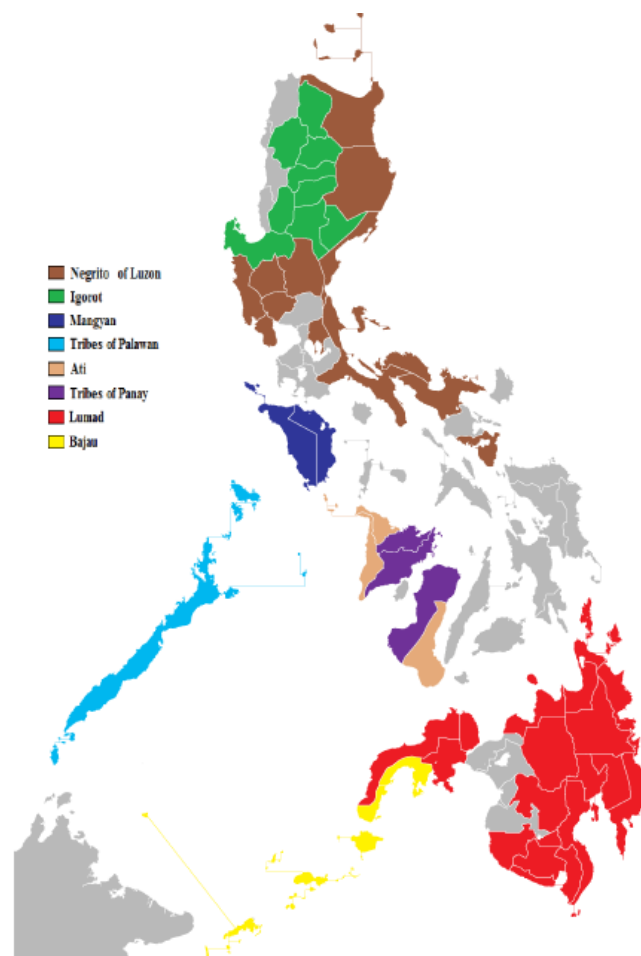 Negrito of Luzon
Igorot
Mangyan
Tribes of Palawan
Ati
Tribes of Panay
Lumad
Bajau